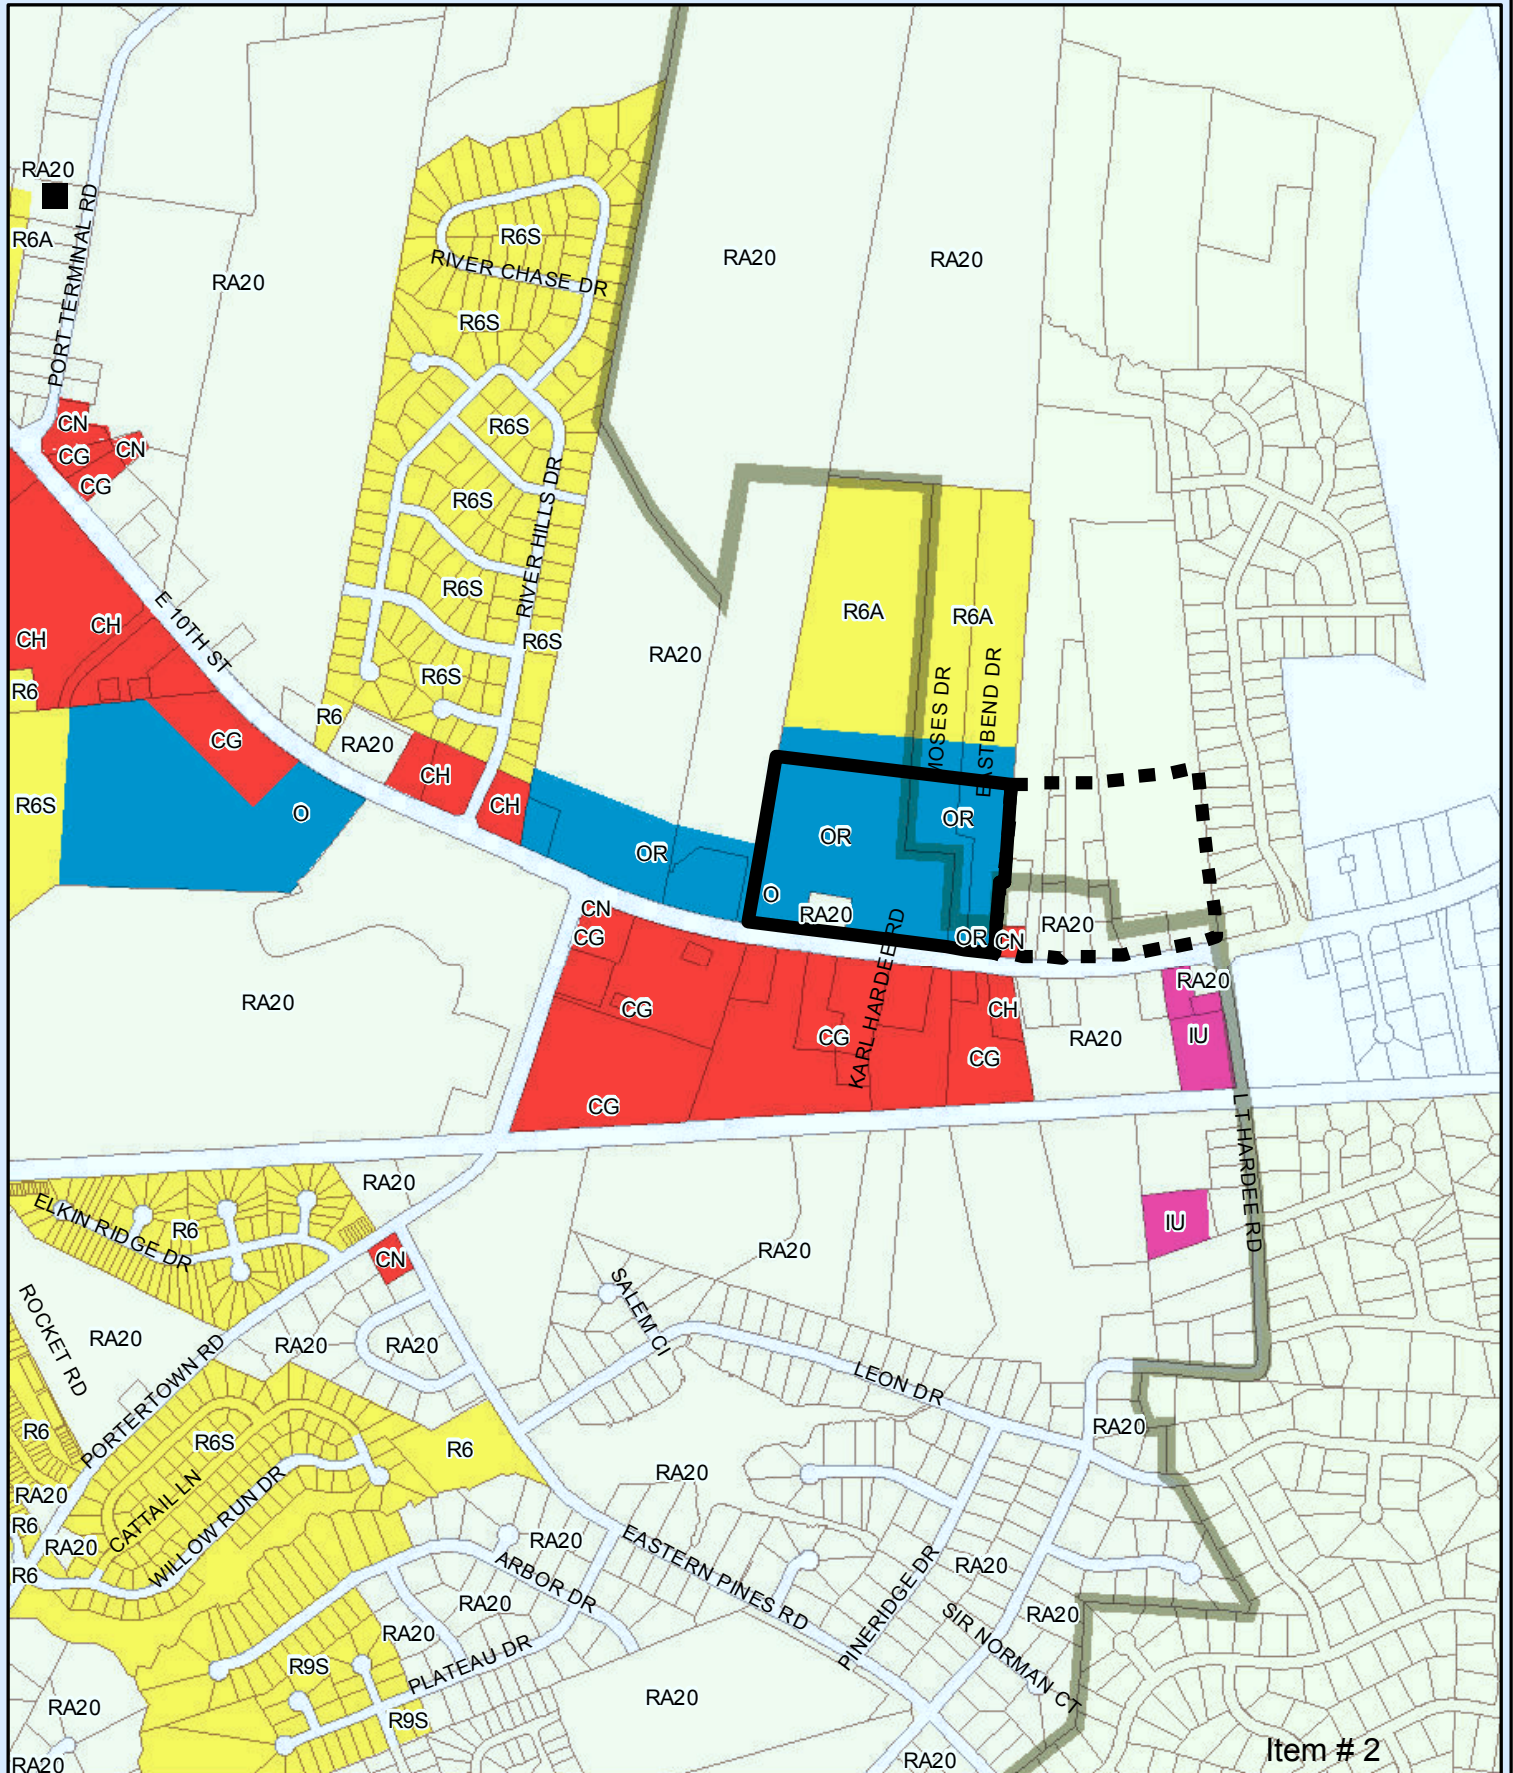 RA20
R6A
PORT TERMINAL RD
RA20
R6S
RIVER CHASE DR
R6S
RA20
RA20
CN
CG
CN
CG
R6S
R6S
RIVER HILLS DR
R6S
R6S
R6S
E 10TH ST
CH
CH
R6
R6
RA20
RA20
R6A
R6A
MOSES DR
EASTBEND DR
CG
CH
CH
R6S
O
OR
OR
OR
O
RA20
OR
CN
RA20
CN
CG
CG
CG
KARL HARDEE RD
CH
CG
RA20
RA20
IU
RA20
CG
L T HARDEE RD
RA20
ELKIN RIDGE DR
R6
CN
RA20
IU
SALEM CI
ROCKET RD
RA20
PORTERTOWN RD
RA20
RA20
LEON DR
R6
R6S
R6
RA20
RA20
CATTAIL LN
WILLOW RUN DR
RA20
R6
RA20
R6
RA20
ARBOR DR
EASTERN PINES RD
RA20
PINERIDGE DR
RA20
SIR NORMAN CT
RA20
RA20
PLATEAU DR
R9S
RA20
R9S
RA20
RA20
RA20
Item # 2